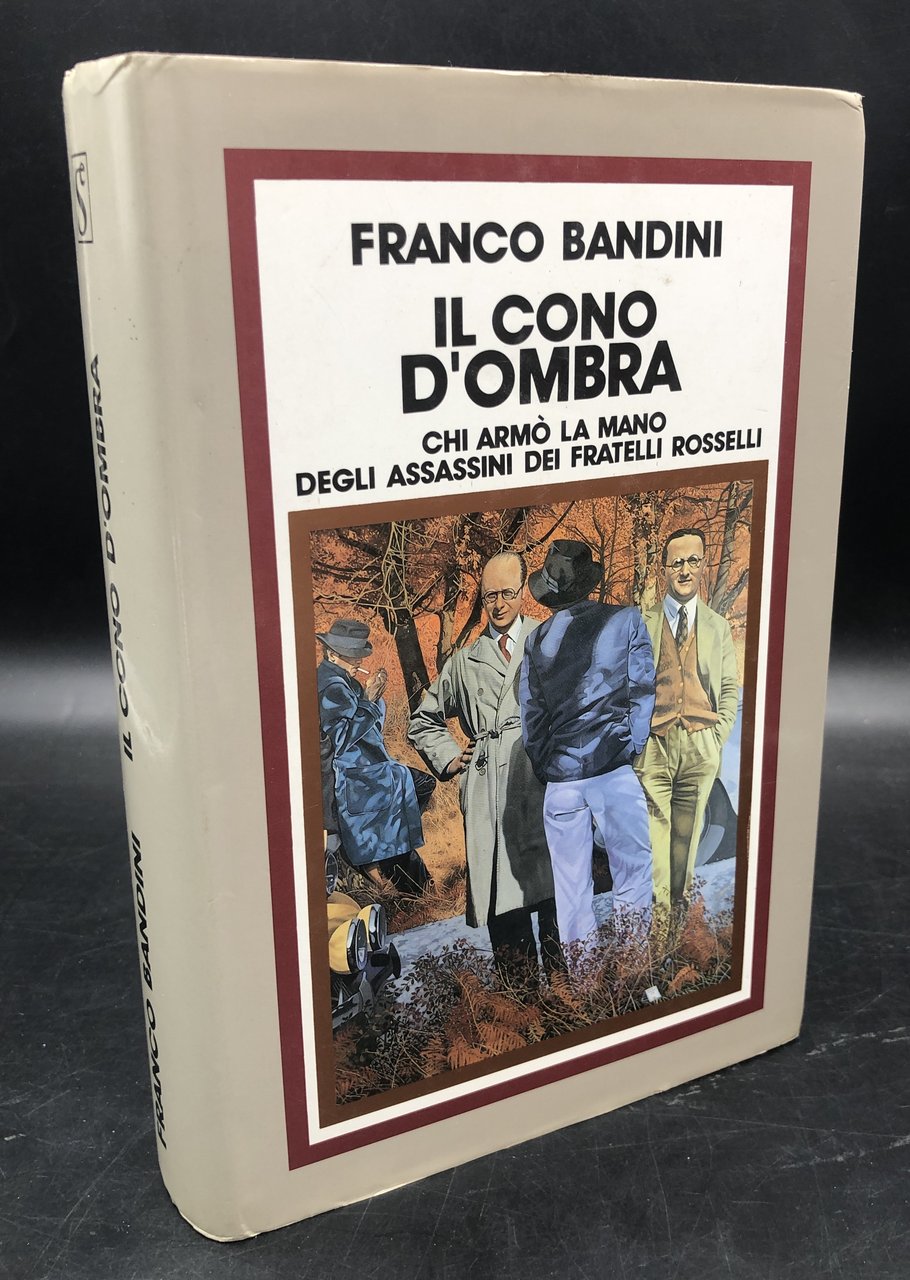 FRANCO BANDINI
IL CONO
D'OMBRA
CHI ARMÒ LA MANO
DEGLI ASSASSINI DEI FRATELLI ROSSELLI
FRANCO BANDINI IL CONO D'OMBRA
S